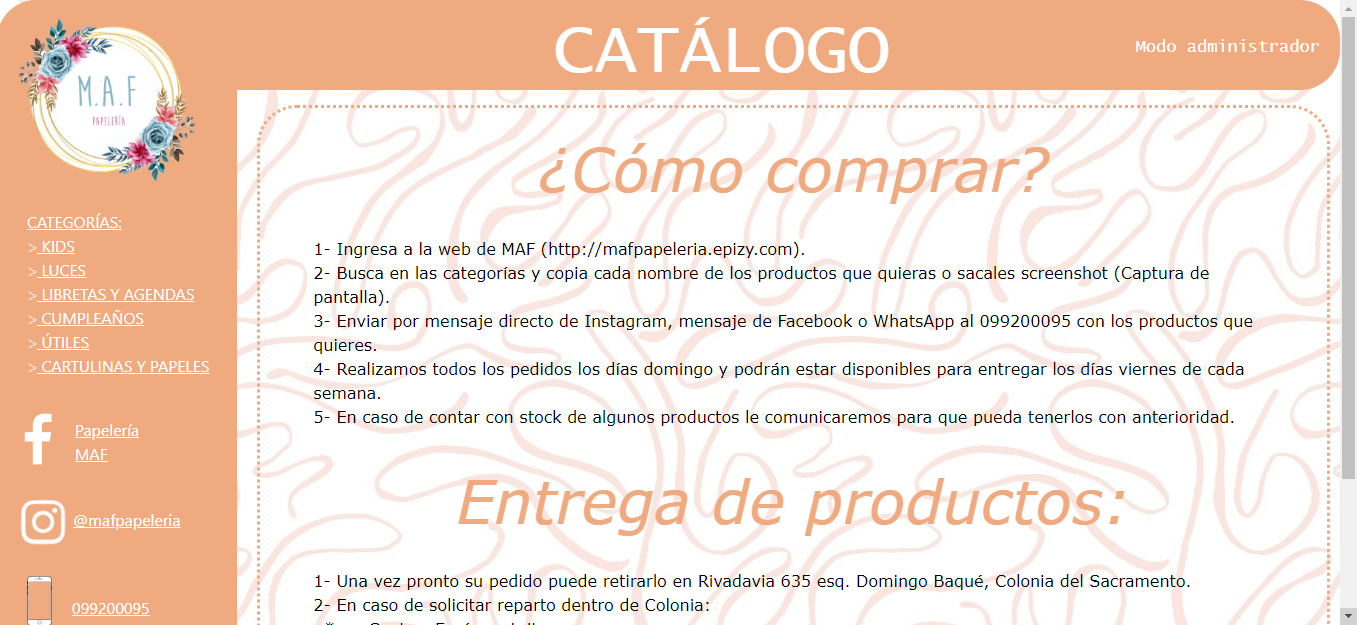 M.A.F
PAPELERÍA
CATÁLOGO
Modo administrador
CATEGORÍAS:
> KIDS
> LUCES
> LIBRETAS Y AGENDAS
> CUMPLEAÑOS
> ÚTILES
> CARTULINAS Y PAPELES
Papelería
MAF
@mafpapeleria
099200095
¿Cómo comprar?
1- Ingresa a la web de MAF (http://mafpapeleria.epizy.com).
2- Busca en las categorías y copia cada nombre de los productos que quieras o sacales screenshot (Captura de
pantalla).
3- Enviar por mensaje directo de Instagram, mensaje de Facebook o WhatsApp al 099200095 con los productos que
quieres.
4- Realizamos todos los pedidos los días domingo y podrán estar disponibles para entregar los días viernes de cada
semana.
5- En caso de contar con stock de algunos productos le comunicaremos para que pueda tenerlos con anterioridad.
Entrega de productos:
1- Una vez pronto su pedido puede retirarlo en Rivadavia 635 esq. Domingo Baqué, Colonia del Sacramento.
2- En caso de solicitar reparto dentro de Colonia: